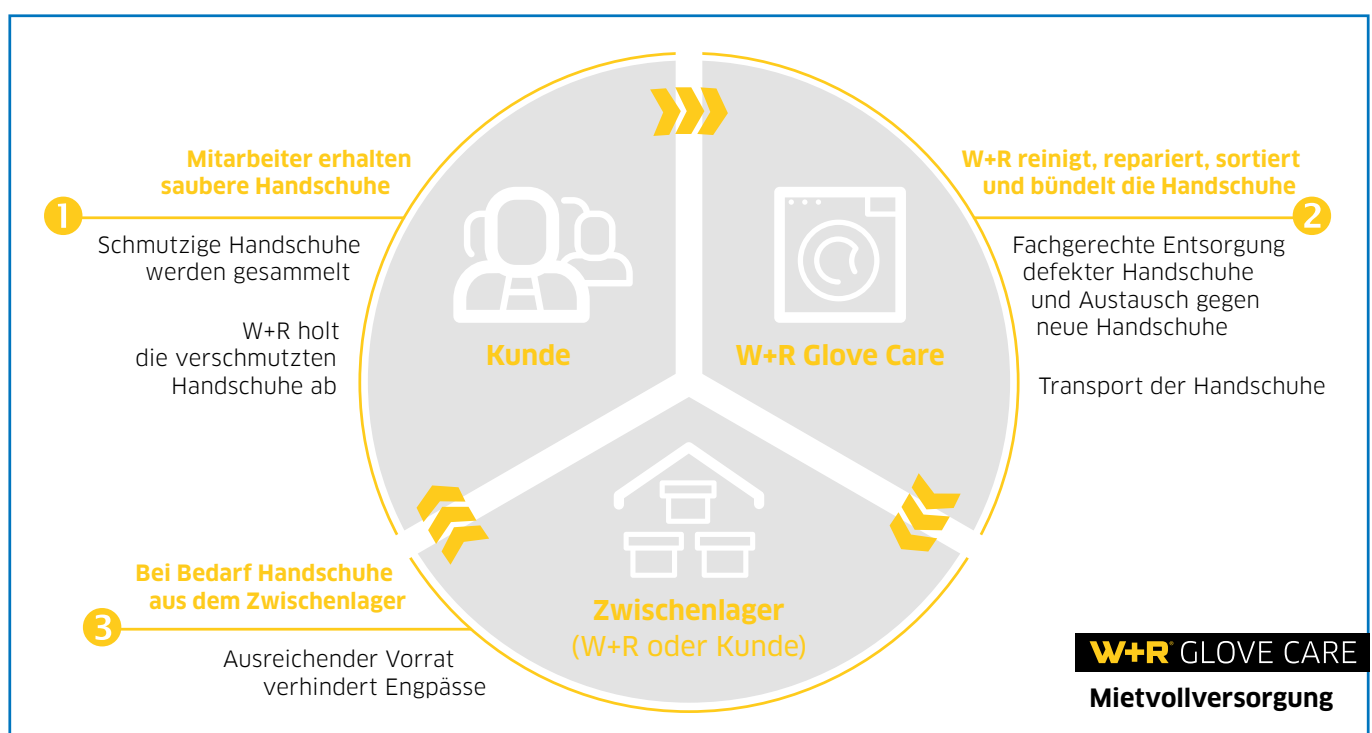 1
Mitarbeiter erhalten
saubere Handschuhe
Schmutzige Handschuhe
werden gesammelt
W+R holt
die verschmutzten
Handschuhe ab
Kunde
W+R Glove Care
2
W+R reinigt, repariert, sortiert
und bündelt die Handschuhe
Fachgerechte Entsorgung
defekter Handschuhe
und Austausch gegen
neue Handschuhe
Transport der Handschuhe
3
Bei Bedarf Handschuhe
aus dem Zwischenlager
Ausreichender Vorrat
verhindert Engpässe
Zwischenlager
(W+R oder Kunde)
W+R® GLOVE CARE
Mietvollversorgung